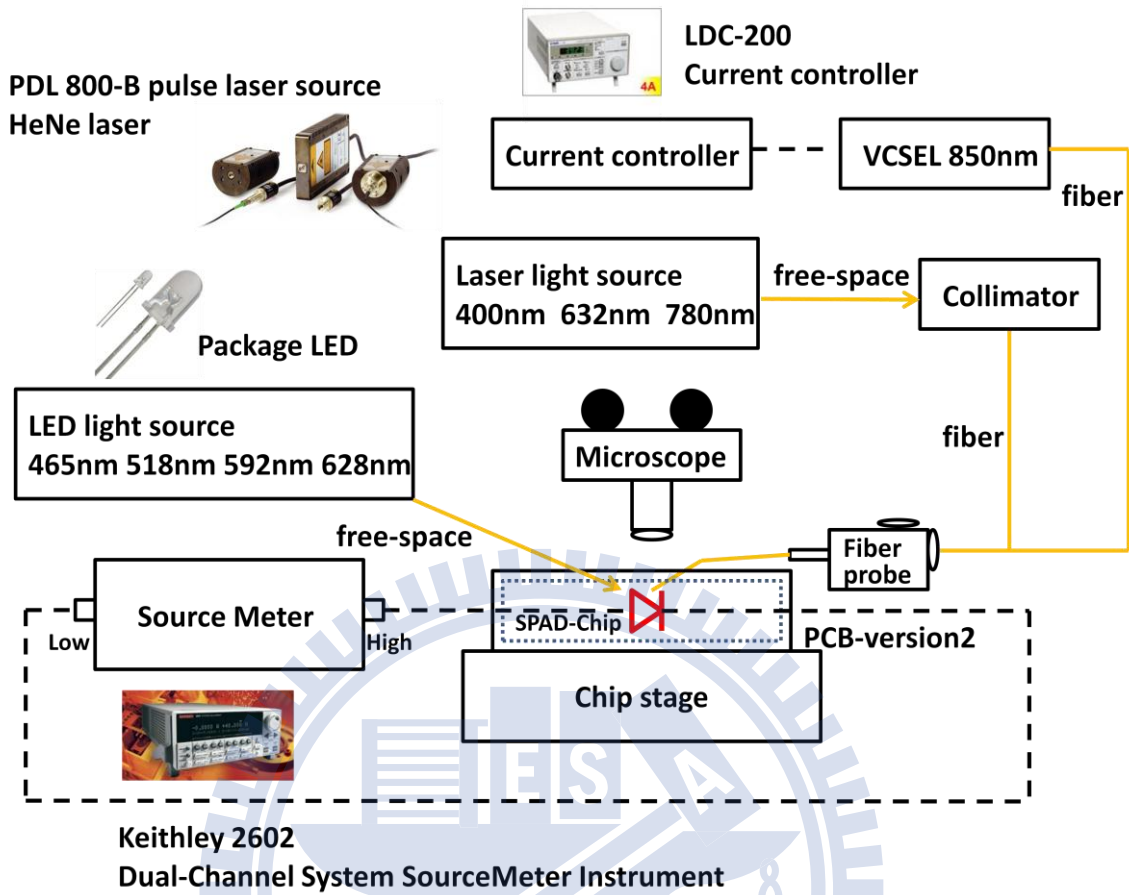 LDC-200
Current controller
4A
PDL 800-B pulse laser source
HeNe laser
Current controller
VCSEL 850nm
fiber
Laser light source
400nm 632nm 780nm
free-space
Collimator
Package LED
LED light source
465nm 518nm 592nm 628nm
Microscope
fiber
free-space
Fiber
probe
Source Meter
Low
High
SPAD-Chip
PCB-version2
Chip stage
E S A
8
Keithley 2602
Dual-Channel System SourceMeter Instrument